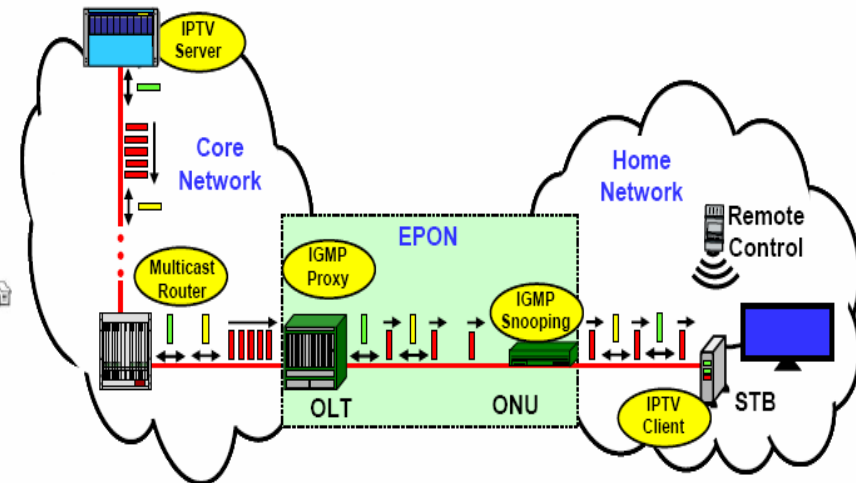 IPTV
Server
Core
Network
Multicast
Router
EPON
IGMP
Proxy
IGMP
Snooping
OLT
ONU
Home
Network
Remote
Control
IPTV
Client
STB